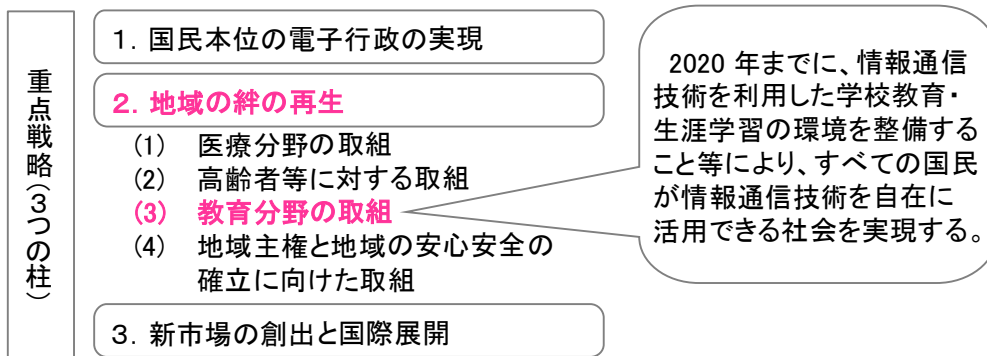 重点戦略(3つの柱)
1. 国民本位の電子行政の実現
2. 地域の絆の再生
(1) 医療分野の取組
(2) 高齢者等に対する取組
(3) 教育分野の取組
(4) 地域主権と地域の安心安全の
確立に向けた取組
3. 新市場の創出と国際展開
2020 年までに、情報通信
技術を利用した学校教育・
生涯学習の環境を整備する
こと等により、すべての国民
が情報通信技術を自在に
活用できる社会を実現する。